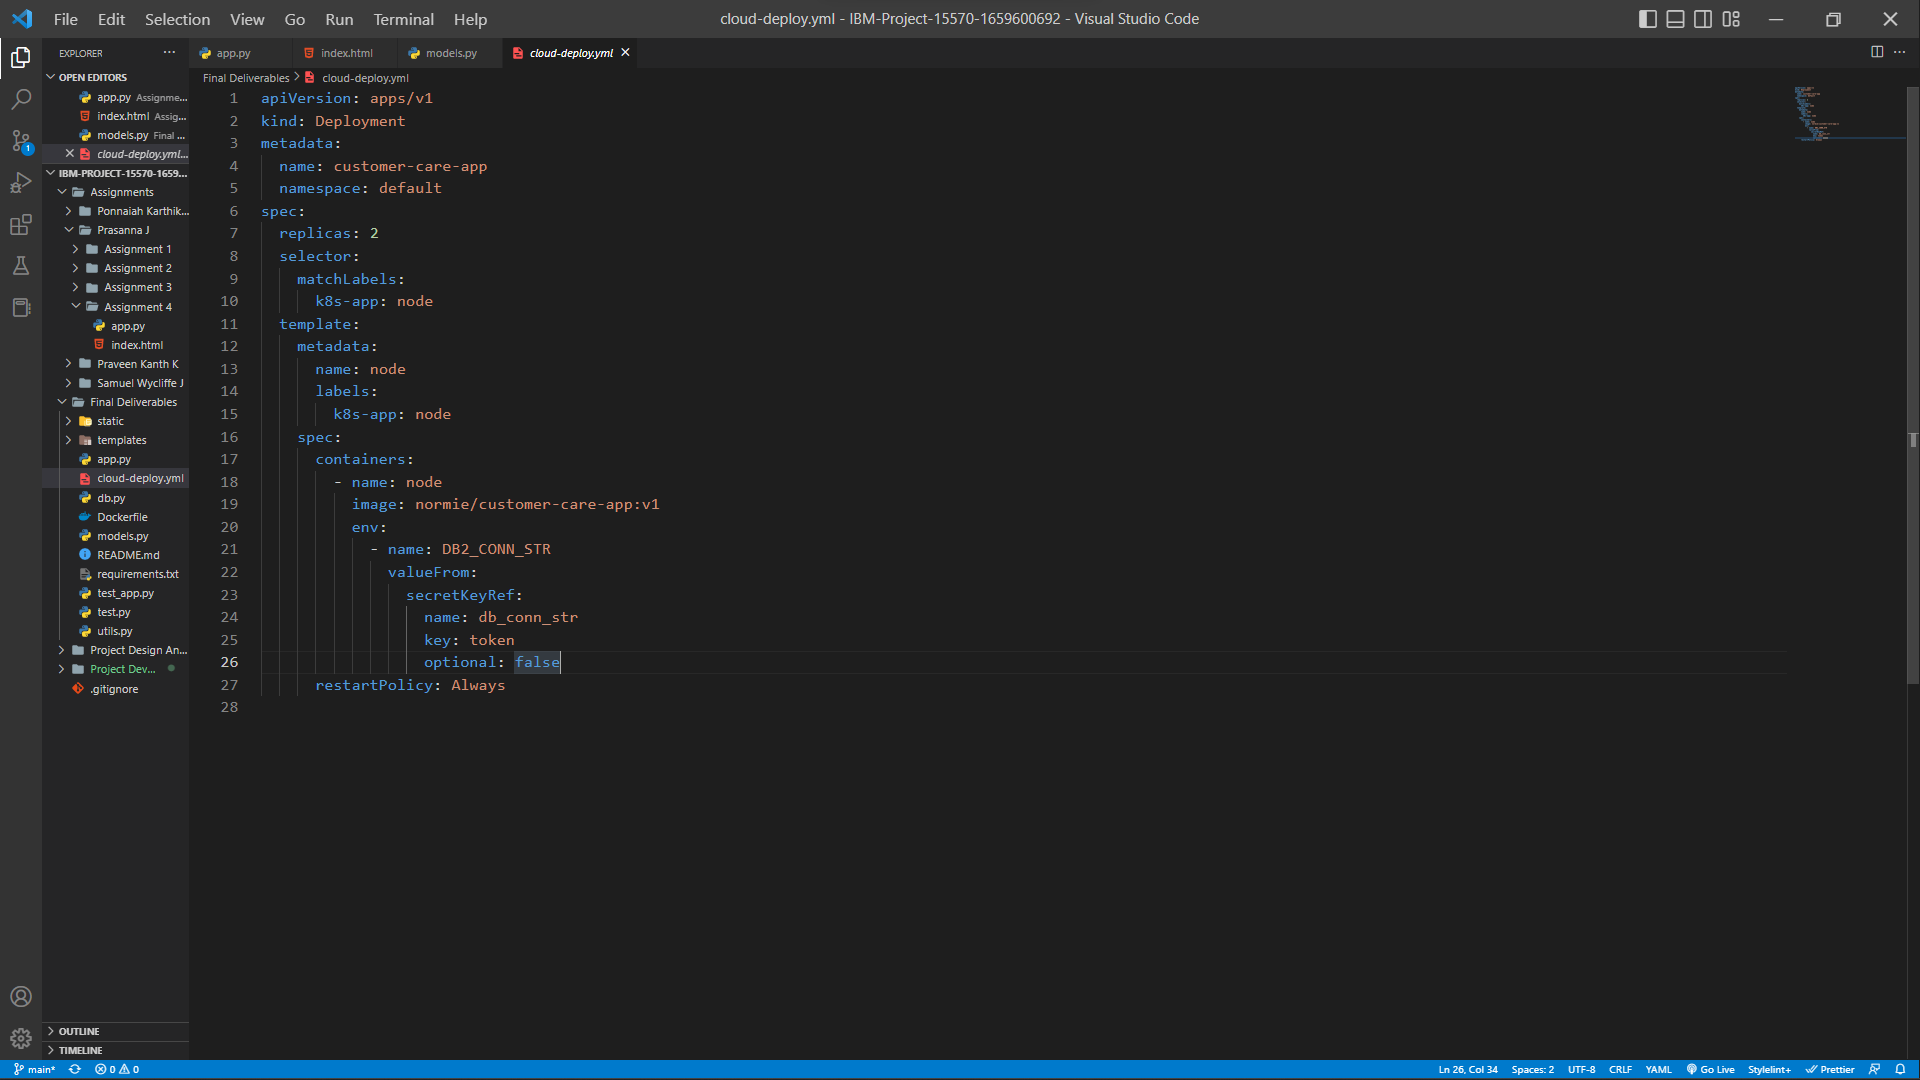 File Edit Selection View Go Run Terminal Help
cloud-deploy.yml - IBM-Project-15570-1659600692 - Visual Studio Code
EXPLORER
OPEN EDITORS
app.py Assignme...
index.html Assig...
models.py Final ...
cloud-deploy.yml...
IBM-PROJECT-15570-1659...
Assignments
Ponnaiah Karthik...
Prasanna J
Assignment 1
Assignment 2
Assignment 3
Assignment 4
app.py
index.html
Praveen Kanth K
Samuel Wycliffe J
Final Deliverables
static
templates
app.py
cloud-deploy.yml
db.py
Dockerfile
models.py
README.md
requirements.txt
test_app.py
test.py
utils.py
Project Design An...
Project Dev...
.gitignore
OUTLINE
TIMELINE
app.py index.html models.py cloud-deploy.yml
Final Deliverables > cloud-deploy.yml
1 apiVersion: apps/v1
2 kind: Deployment
3 metadata:
4 name: customer-care-app
5 namespace: default
6 spec:
7 replicas: 2
8 selector:
9 matchLabels:
10 k8s-app: node
11 template:
12 metadata:
13 name: node
14 labels:
15 k8s-app: node
16 spec:
17 containers:
18 - name: node
19 image: normie/customer-care-app:v1
20 env:
21 - name: DB2_CONN_STR
22 valueFrom:
23 secretKeyRef:
24 name: db_conn_str
25 key: token
26 optional: false
27 restartPolicy: Always
28
1
main* 0 0
Ln 26, Col 34 Spaces: 2 UTF-8 CRLF YAML Go Live Stylelint+ Prettier